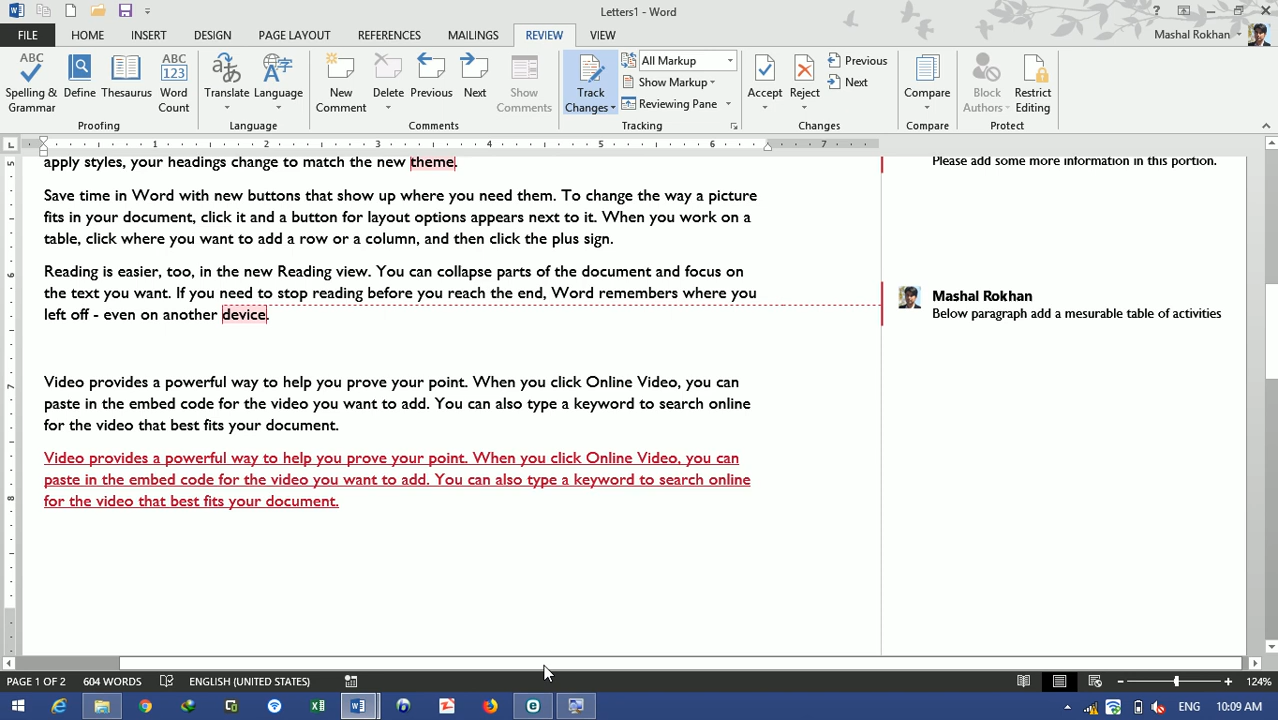 Letters1 - Word
FILE HOME INSERT DESIGN PAGE LAYOUT REFERENCES MAILINGS REVIEW VIEW
Mashal Rokhan
ABC
Spelling & Grammar
Define
Thesaurus
ABC
123
Word Count
Proofing
Translate
Language
Language
New Comment
Delete
Previous
Next
Show Comments
Comments
Track Changes
All Markup
Show Markup
Reviewing Pane
Tracking
Accept
Reject
Previous
Next
Changes
Compare
Compare
Block Authors
Restrict Editing
Protect
1 2 3 4 5 6 7
apply styles, your headings change to match the new theme.
Please add some more information in this portion.
Save time in Word with new buttons that show up where you need them. To change the way a picture
fits in your document, click it and a button for layout options appears next to it. When you work on a
table, click where you want to add a row or a column, and then click the plus sign.
Reading is easier, too, in the new Reading view. You can collapse parts of the document and focus on
the text you want. If you need to stop reading before you reach the end, Word remembers where you
left off - even on another device.
Mashal Rokhan
Below paragraph add a mesurable table of activities
Video provides a powerful way to help you prove your point. When you click Online Video, you can
paste in the embed code for the video you want to add. You can also type a keyword to search online
for the video that best fits your document.
Video provides a powerful way to help you prove your point. When you click Online Video, you can
paste in the embed code for the video you want to add. You can also type a keyword to search online
for the video that best fits your document.
5
6
7
8
PAGE 1 OF 2 604 WORDS ENGLISH (UNITED STATES) 124%
ENG 10:09 AM